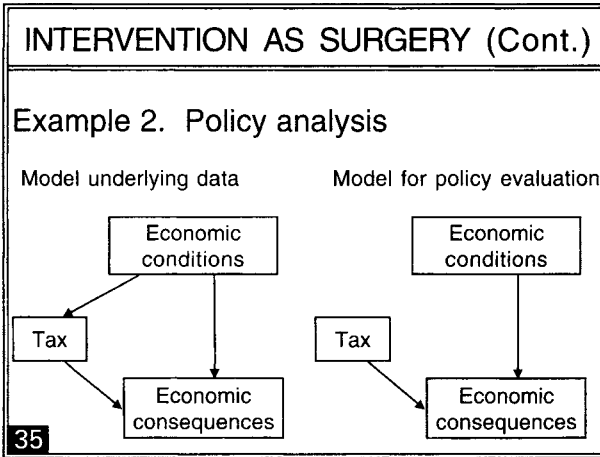 INTERVENTION AS SURGERY (Cont.)
Example 2. Policy analysis
Model underlying data
Economic
conditions
Tax
Economic
consequences
Model for policy evaluation
Economic
conditions
Tax
Economic
consequences
35